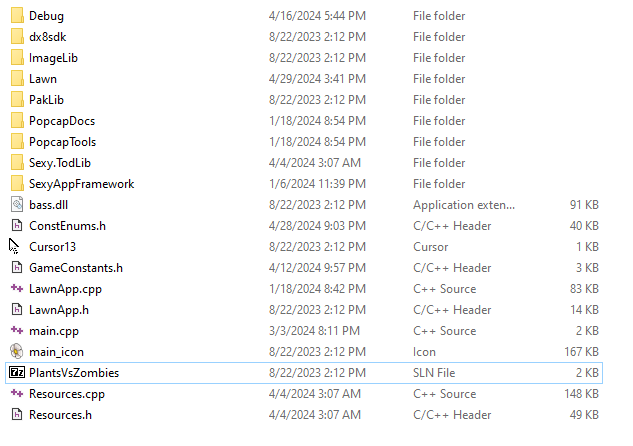 Debug 4/16/2024 5:44 PM File folder
dx8sdk 8/22/2023 2:12 PM File folder
ImageLib 8/22/2023 2:12 PM File folder
Lawn 4/29/2024 3:41 PM File folder
PakLib 8/22/2023 2:12 PM File folder
PopcapDocs 1/18/2024 8:54 PM File folder
PopcapTools 1/18/2024 8:54 PM File folder
Sexy.TodLib 4/4/2024 3:07 AM File folder
SexyAppFramework 1/6/2024 11:39 PM File folder
bass.dll 8/22/2023 2:12 PM Application exten... 91 KB
ConstEnums.h 4/28/2024 9:03 PM C/C++ Header 40 KB
Cursor13 8/22/2023 2:12 PM Cursor 1 KB
GameConstants.h 4/12/2024 9:57 PM C/C++ Header 3 KB
LawnApp.cpp 1/18/2024 8:42 PM C++ Source 83 KB
LawnApp.h 8/22/2023 2:12 PM C/C++ Header 14 KB
main.cpp 3/3/2024 8:11 PM C++ Source 2 KB
main_icon 8/22/2023 2:12 PM Icon 167 KB
PlantsVsZombies 8/22/2023 2:12 PM SLN File 2 KB
Resources.cpp 4/4/2024 3:07 AM C++ Source 148 KB
Resources.h 4/4/2024 3:07 AM C/C++ Header 49 KB